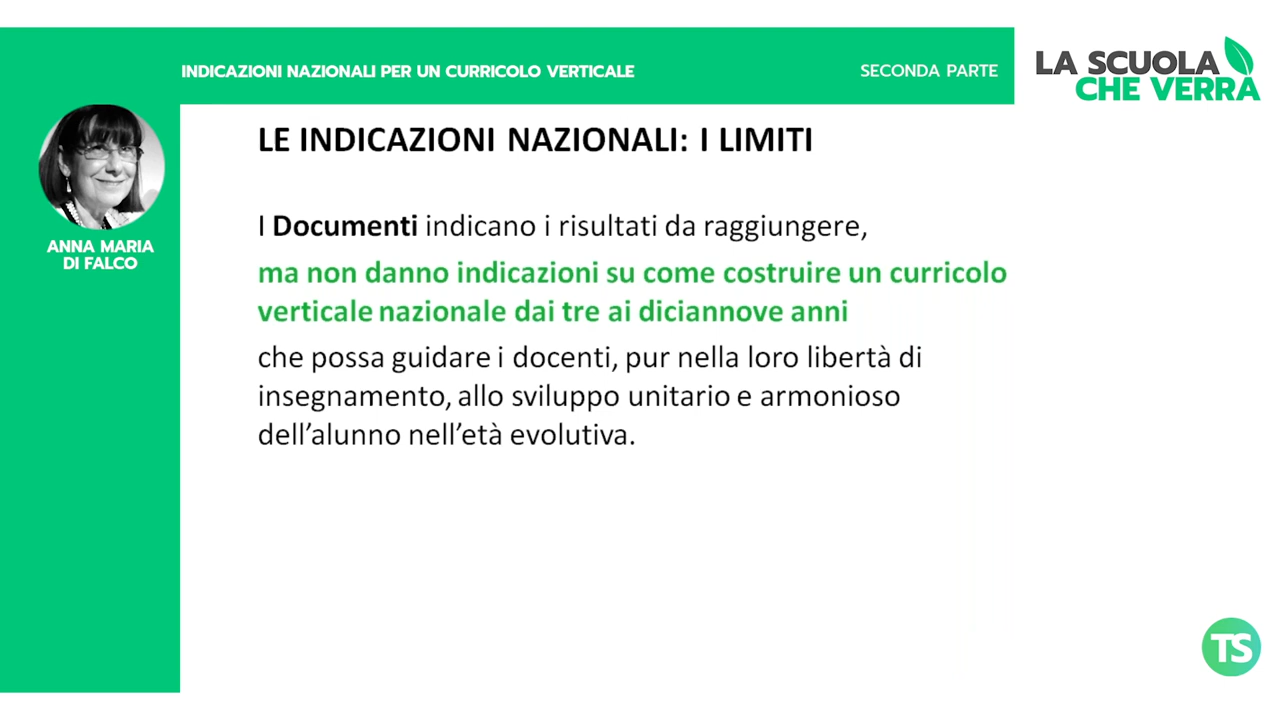 INDICAZIONI NAZIONALI PER UN CURRICOLO VERTICALE
SECONDA PARTE
LA SCUOLA
CHE VERRÀ
ANNA MARIA
DI FALCO
LE INDICAZIONI NAZIONALI: I LIMITI
I Documenti indicano i risultati da raggiungere,
ma non danno indicazioni su come costruire un curricolo
verticale nazionale dai tre ai diciannove anni
che possa guidare i docenti, pur nella loro libertà di
insegnamento, allo sviluppo unitario e armonioso
dell’alunno nell’età evolutiva.
TS